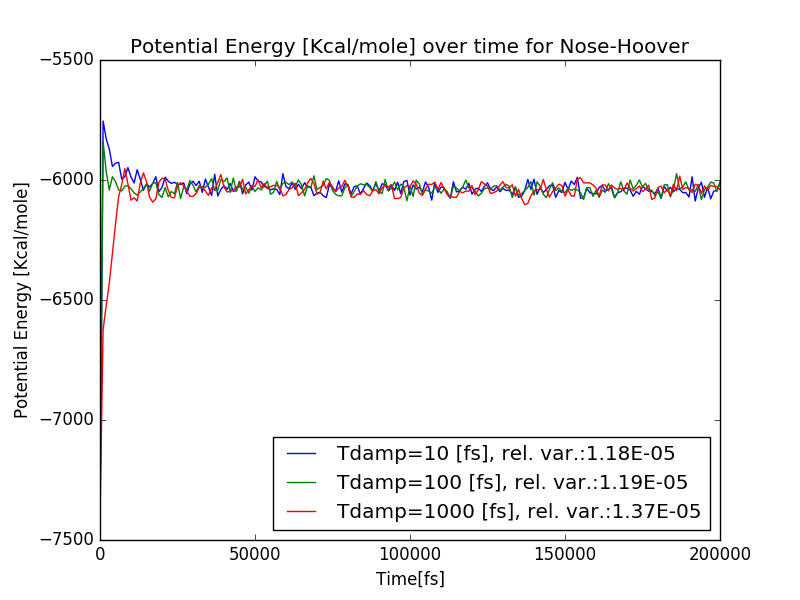 Potential Energy [Kcal/mole] over time for Nose-Hoover
Potential Energy [Kcal/mole]
−5500
−6000
−6500
−7000
−7500
Tdamp=10 [fs], rel. var.:1.18E-05
Tdamp=100 [fs], rel. var.:1.19E-05
Tdamp=1000 [fs], rel. var.:1.37E-05
0 50000 100000 150000 200000
Time[fs]